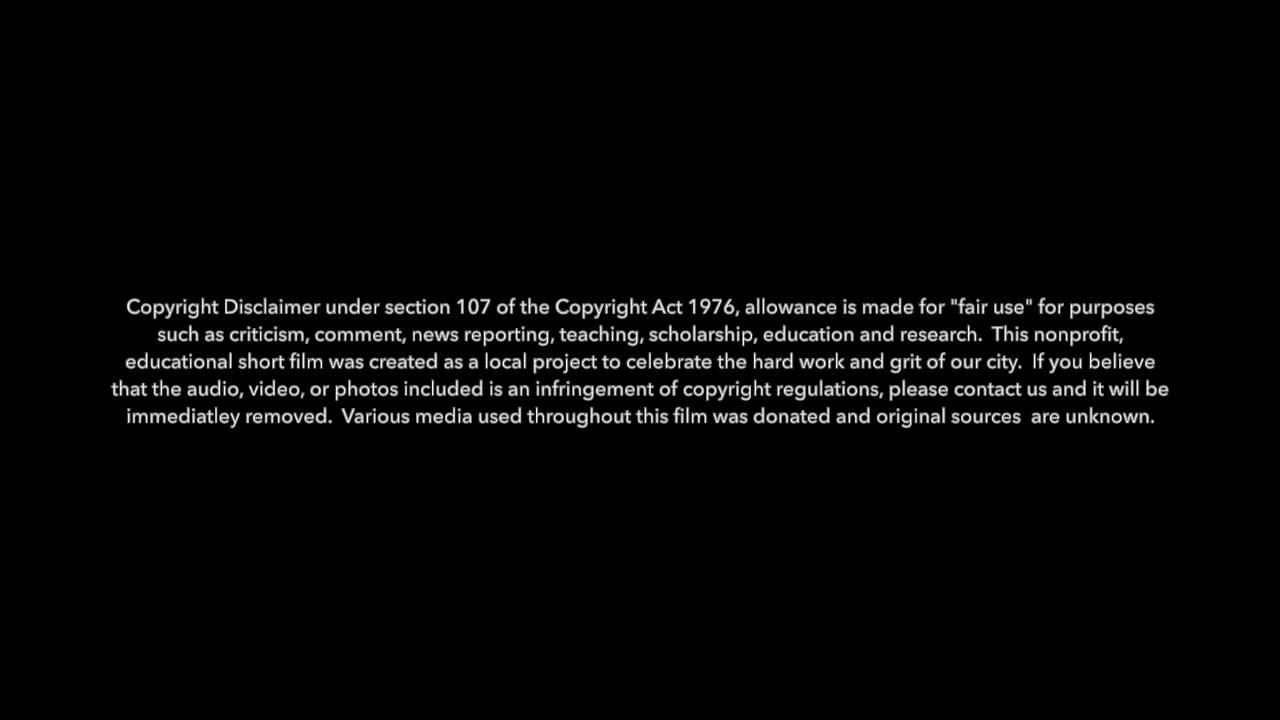 Copyright Disclaimer under section 107 of the Copyright Act 1976, allowance is made for "fair use" for purposes
such as criticism, comment, news reporting, teaching, scholarship, education and research.  This nonprofit,
educational short film was created as a local project to celebrate the hard work and grit of our city.  If you believe
that the audio, video, or photos included is an infringement of copyright regulations, please contact us and it will be
immediatley removed.  Various media used throughout this film was donated and original sources  are unknown.